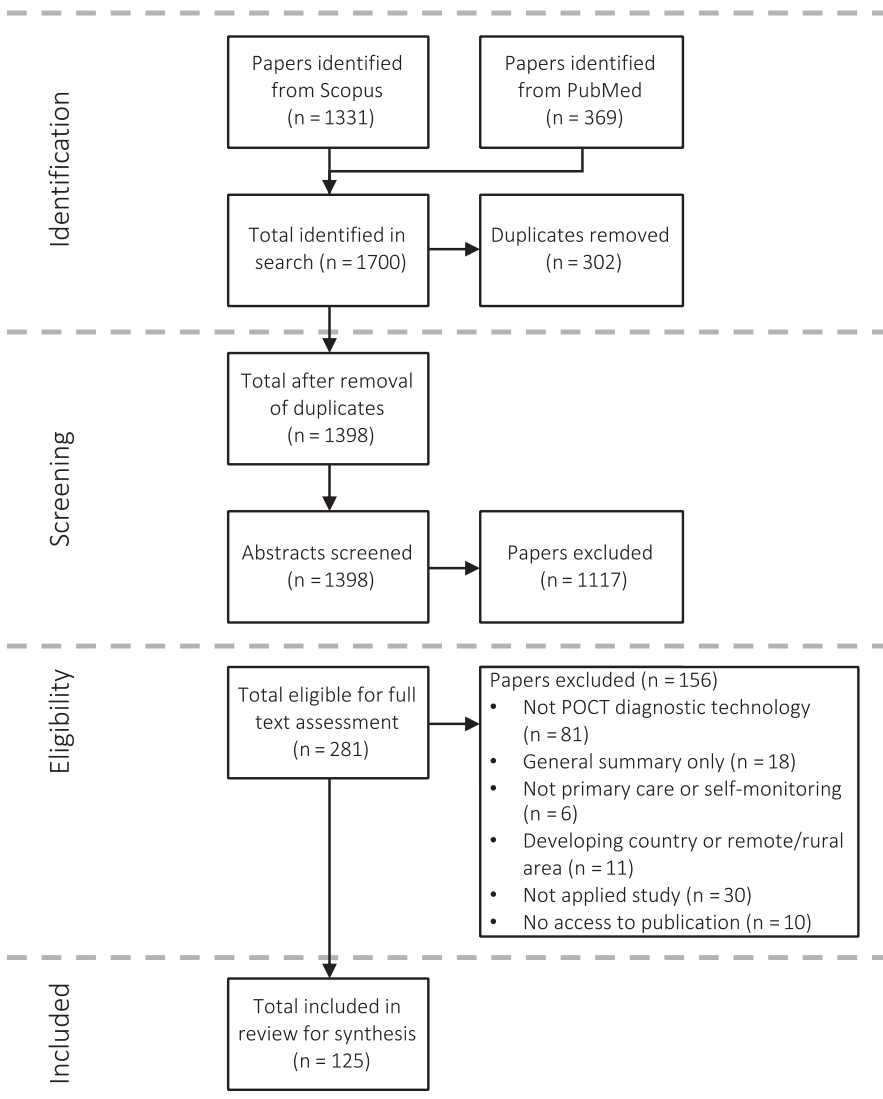 Identification
Papers identified
from Scopus
(n = 1331)
Papers identified
from PubMed
(n = 369)
Total identified in
search (n = 1700)
Duplicates removed
(n = 302)
Screening
Total after removal
of duplicates
(n = 1398)
Abstracts screened
(n = 1398)
Papers excluded
(n = 1117)
Eligibility
Total eligible for full
text assessment
(n = 281)
Papers excluded (n = 156)
• Not POCT diagnostic technology
(n = 81)
• General summary only (n = 18)
• Not primary care or self-monitoring
(n = 6)
• Developing country or remote/rural
area (n = 11)
• Not applied study (n = 30)
• No access to publication (n = 10)
Included
Total included in
review for synthesis
(n = 125)